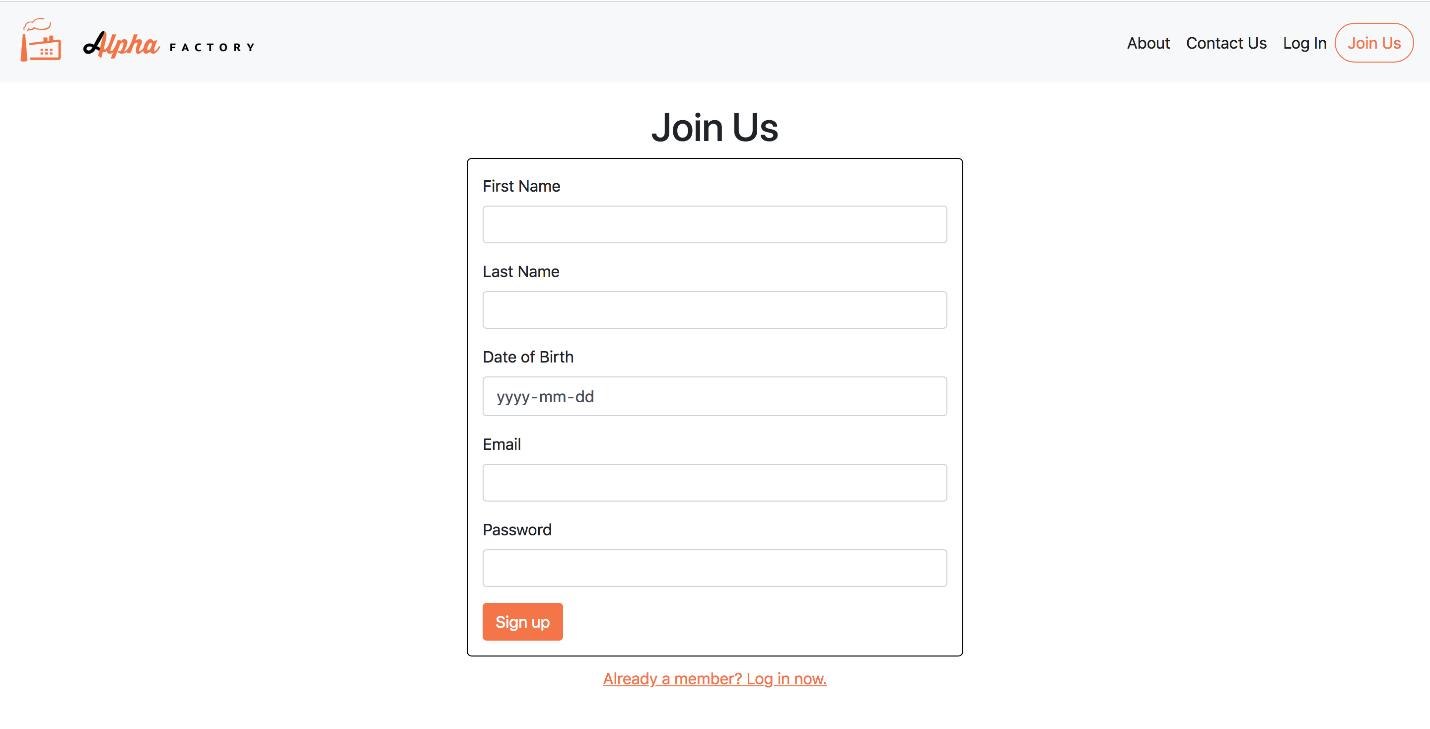 Alpha FACTORY
About Contact Us Log In Join Us
Join Us
First Name
Last Name
Date of Birth
yyyy-mm-dd
Email
Password
Sign up
Already a member? Log in now.